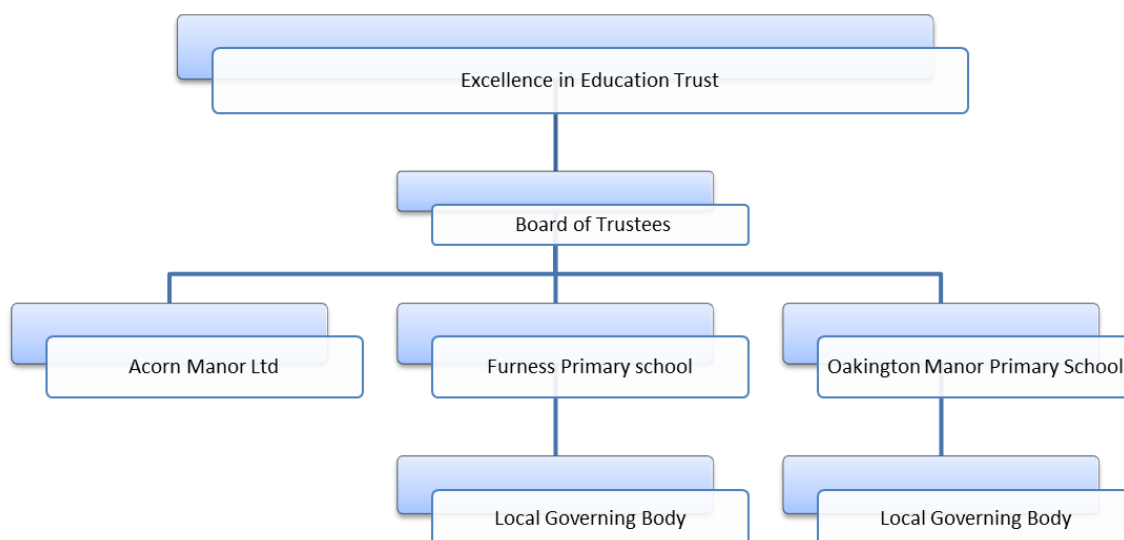 Excellence in Education Trust
Board of Trustees
Acorn Manor Ltd
Furness Primary school
Oakington Manor Primary School
Local Governing Body
Local Governing Body